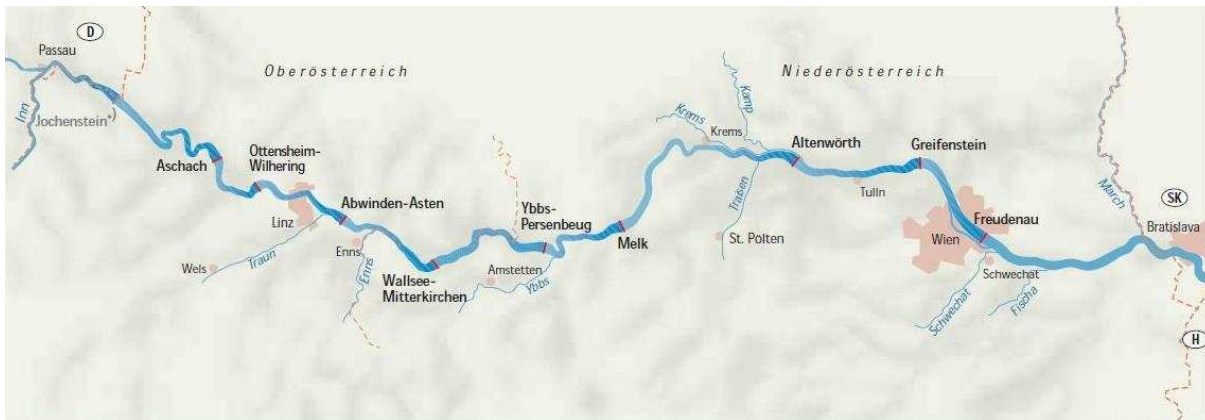 D
Passau
Oberösterreich
Niederösterreich
Inn
Jochenstein*)
Aschach
Ottensheim-
Wilhering
Linz
Abwinden-Asten
Wels
Traun
Enns
Enns
Wallsee-
Mitterkirchen
Ybbs-
Persenbeug
Amstetten
Ybbs
Melk
Krems
Krems
Kamp
Altenwörth
Traisen
St. Pölten
Tulln
Greifenstein
Freudenau
Wien
Schwechat
Schwechat
Fischa
March
SK
Bratislava
H